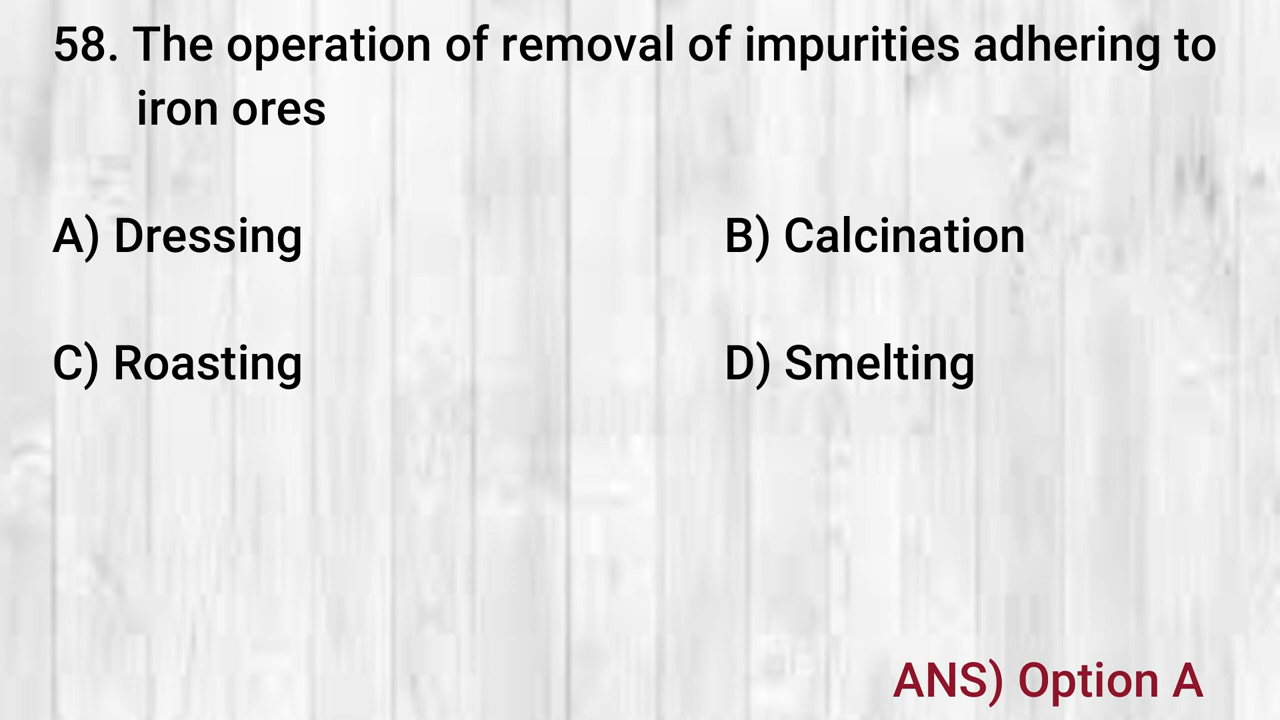 58. The operation of removal of impurities adhering to
iron ores
A) Dressing
B) Calcination
C) Roasting
D) Smelting
ANS) Option A